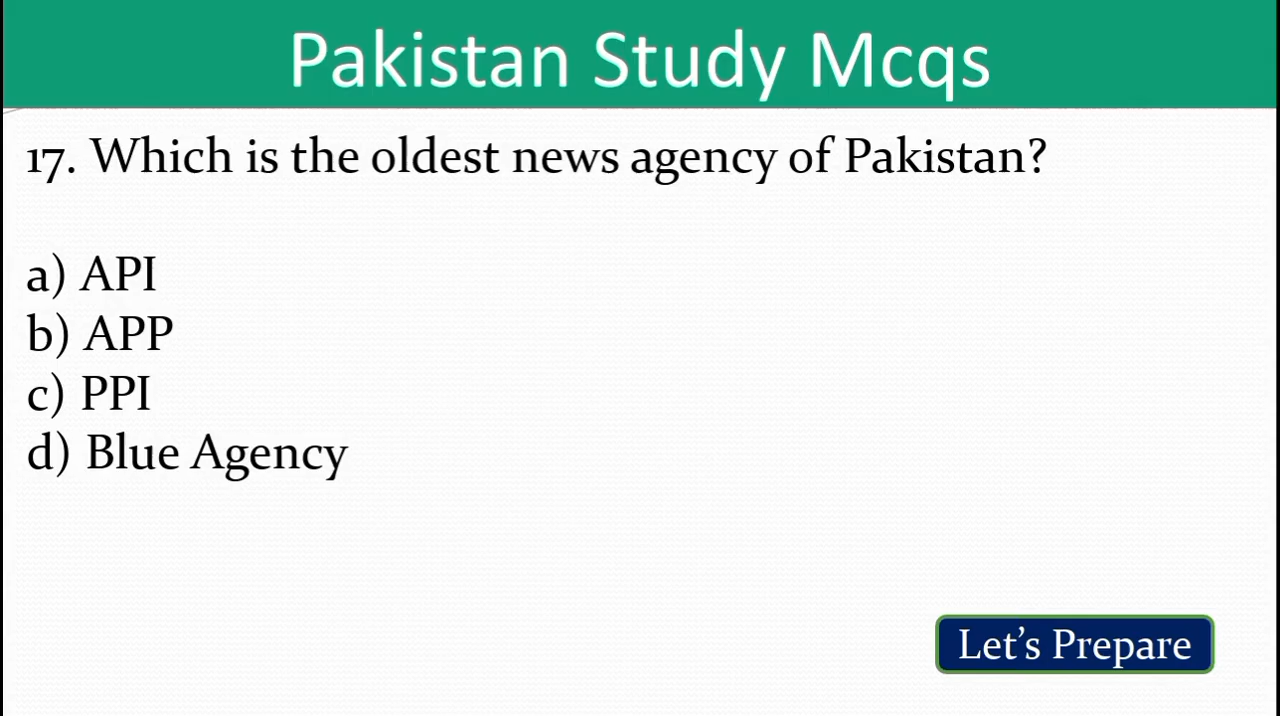 Pakistan Study Mcqs
17. Which is the oldest news agency of Pakistan?
a) API
b) APP
c) PPI
d) Blue Agency
Let’s Prepare